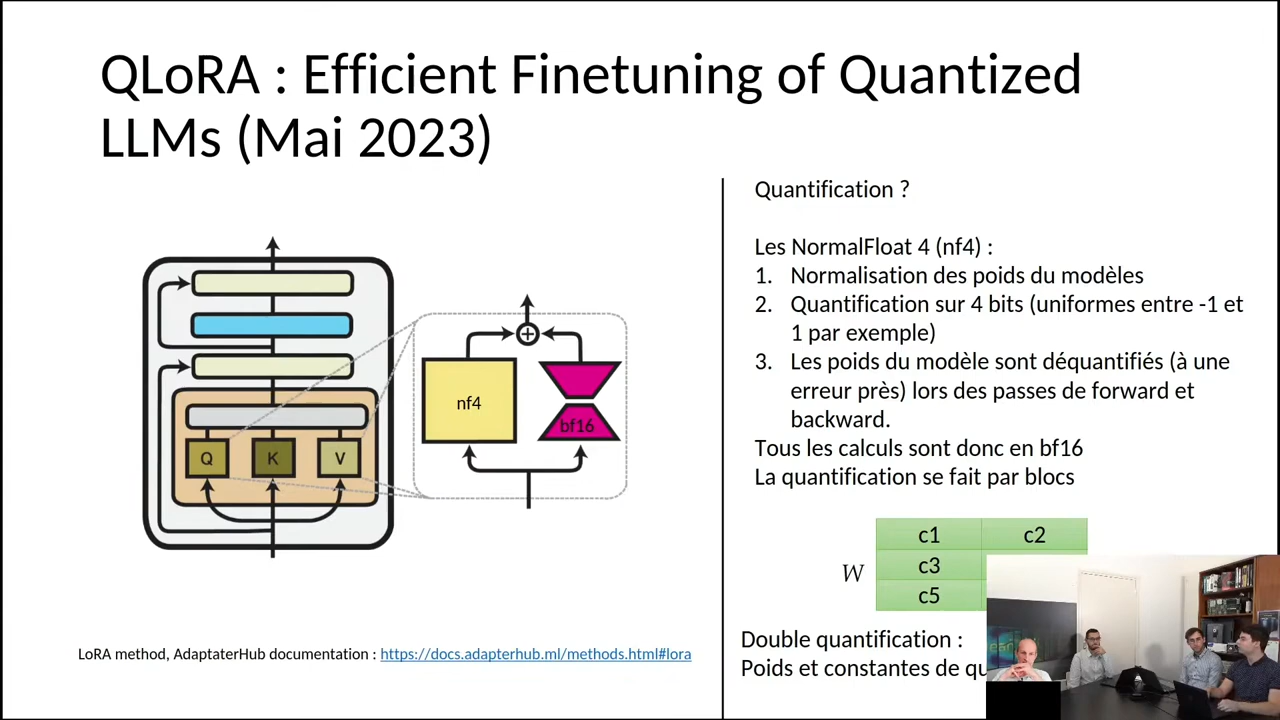 QLoRA : Efficient Finetuning of Quantized
LLMs (Mai 2023)
Quantification ?
Les NormalFloat 4 (nf4) :
1. Normalisation des poids du modèles
2. Quantification sur 4 bits (uniformes entre -1 et
1 par exemple)
3. Les poids du modèle sont déquantifiés (à une
erreur près) lors des passes de forward et
backward.
Tous les calculs sont donc en bf16
La quantification se fait par blocs
nf4
bf16
Q K V
c1 c2
W
c3
c5
Double quantification :
Poids et constantes de
LoRA method, AdaptaterHub documentation : https://docs.adapterhub.ml/methods.html#lora